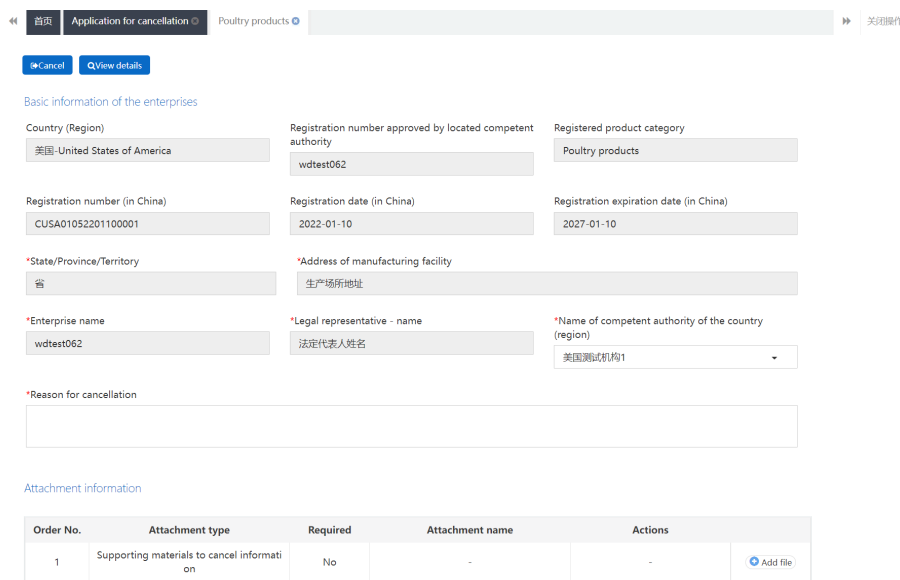 首页 Application for cancellation Poultry products 关闭操作
Cancel View details
Basic information of the enterprises
Country (Region)
美国-United States of America
Registration number approved by located competent
authority
wdtest062
Registered product category
Poultry products
Registration number (in China)
CUSA01052201100001
Registration date (in China)
2022-01-10
Registration expiration date (in China)
2027-01-10
*State/Province/Territory
省
*Address of manufacturing facility
生产场所地址
*Enterprise name
wdtest062
*Legal representative - name
法定代表人姓名
*Name of competent authority of the country
(region)
美国测试机构1
*Reason for cancellation
Attachment information
Order No. Attachment type Required Attachment name Actions
1 Supporting materials to cancel informati
on No - - Add file